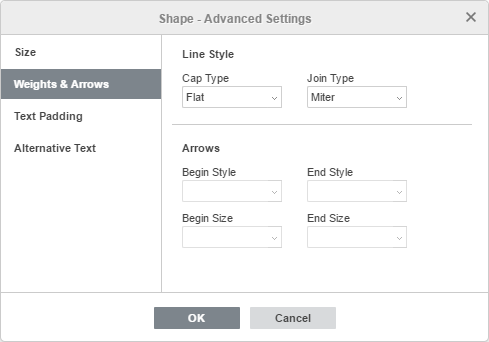 Shape - Advanced Settings
Size
Weights & Arrows
Text Padding
Alternative Text
Line Style
Cap Type Join Type
Flat Miter
Arrows
Begin Style End Style
Begin Size End Size
OK Cancel